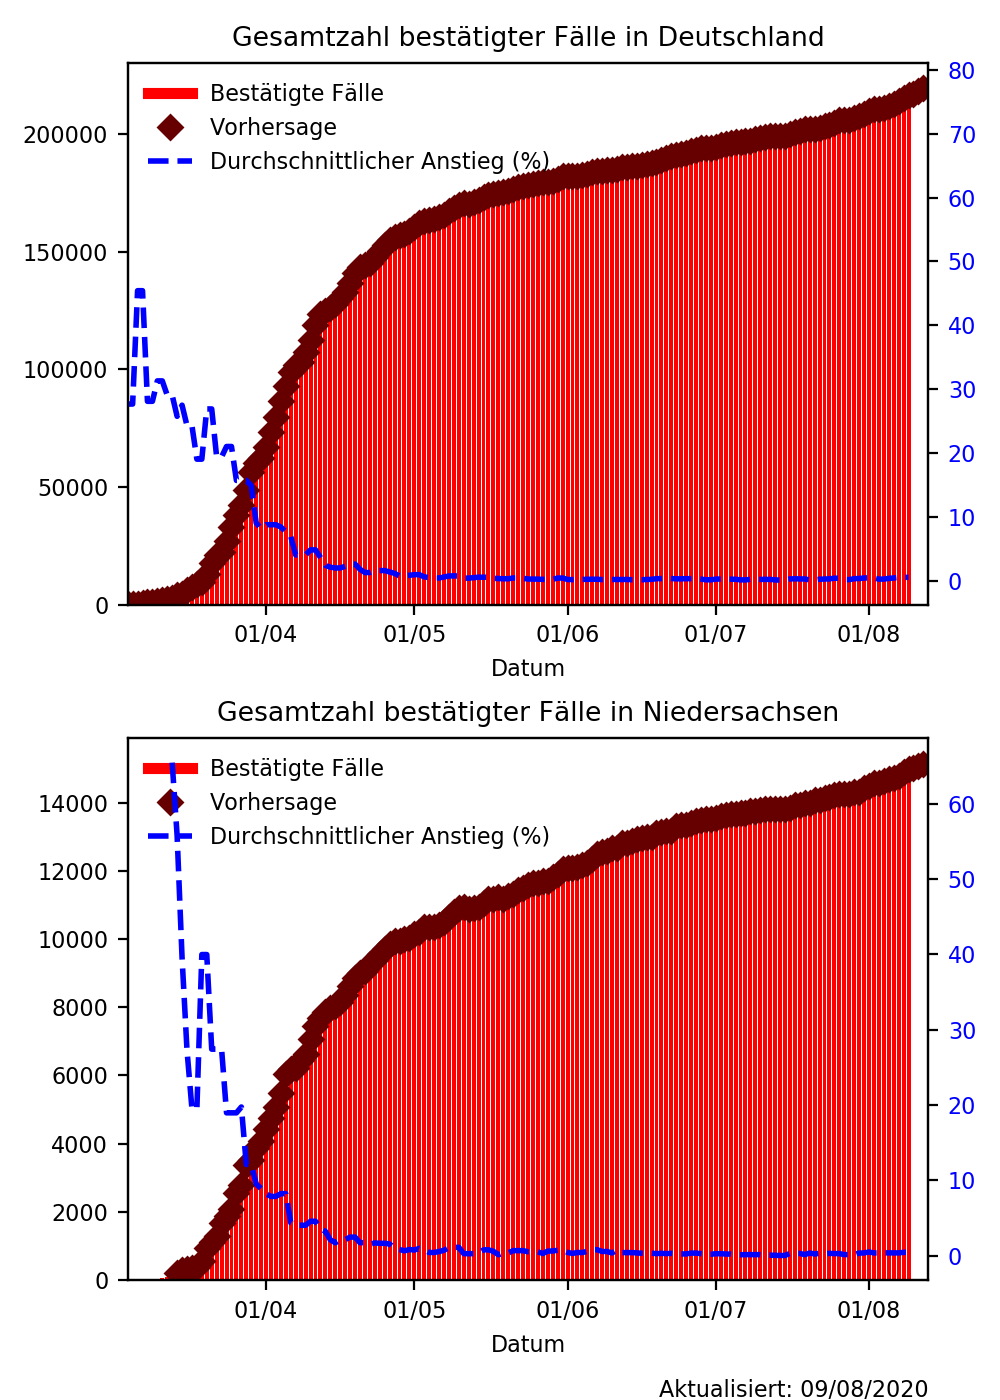 Gesamtzahl bestätigter Fälle in Deutschland
Bestätigte Fälle
Vorhersage
Durchschnittlicher Anstieg (%)
200000
150000
100000
50000
0
80
70
60
50
40
30
20
10
0
01/04 01/05 01/06 01/07 01/08
Datum
Gesamtzahl bestätigter Fälle in Niedersachsen
Bestätigte Fälle
Vorhersage
Durchschnittlicher Anstieg (%)
14000
12000
10000
8000
6000
4000
2000
0
60
50
40
30
20
10
0
01/04 01/05 01/06 01/07 01/08
Datum
Aktualisiert: 09/08/2020